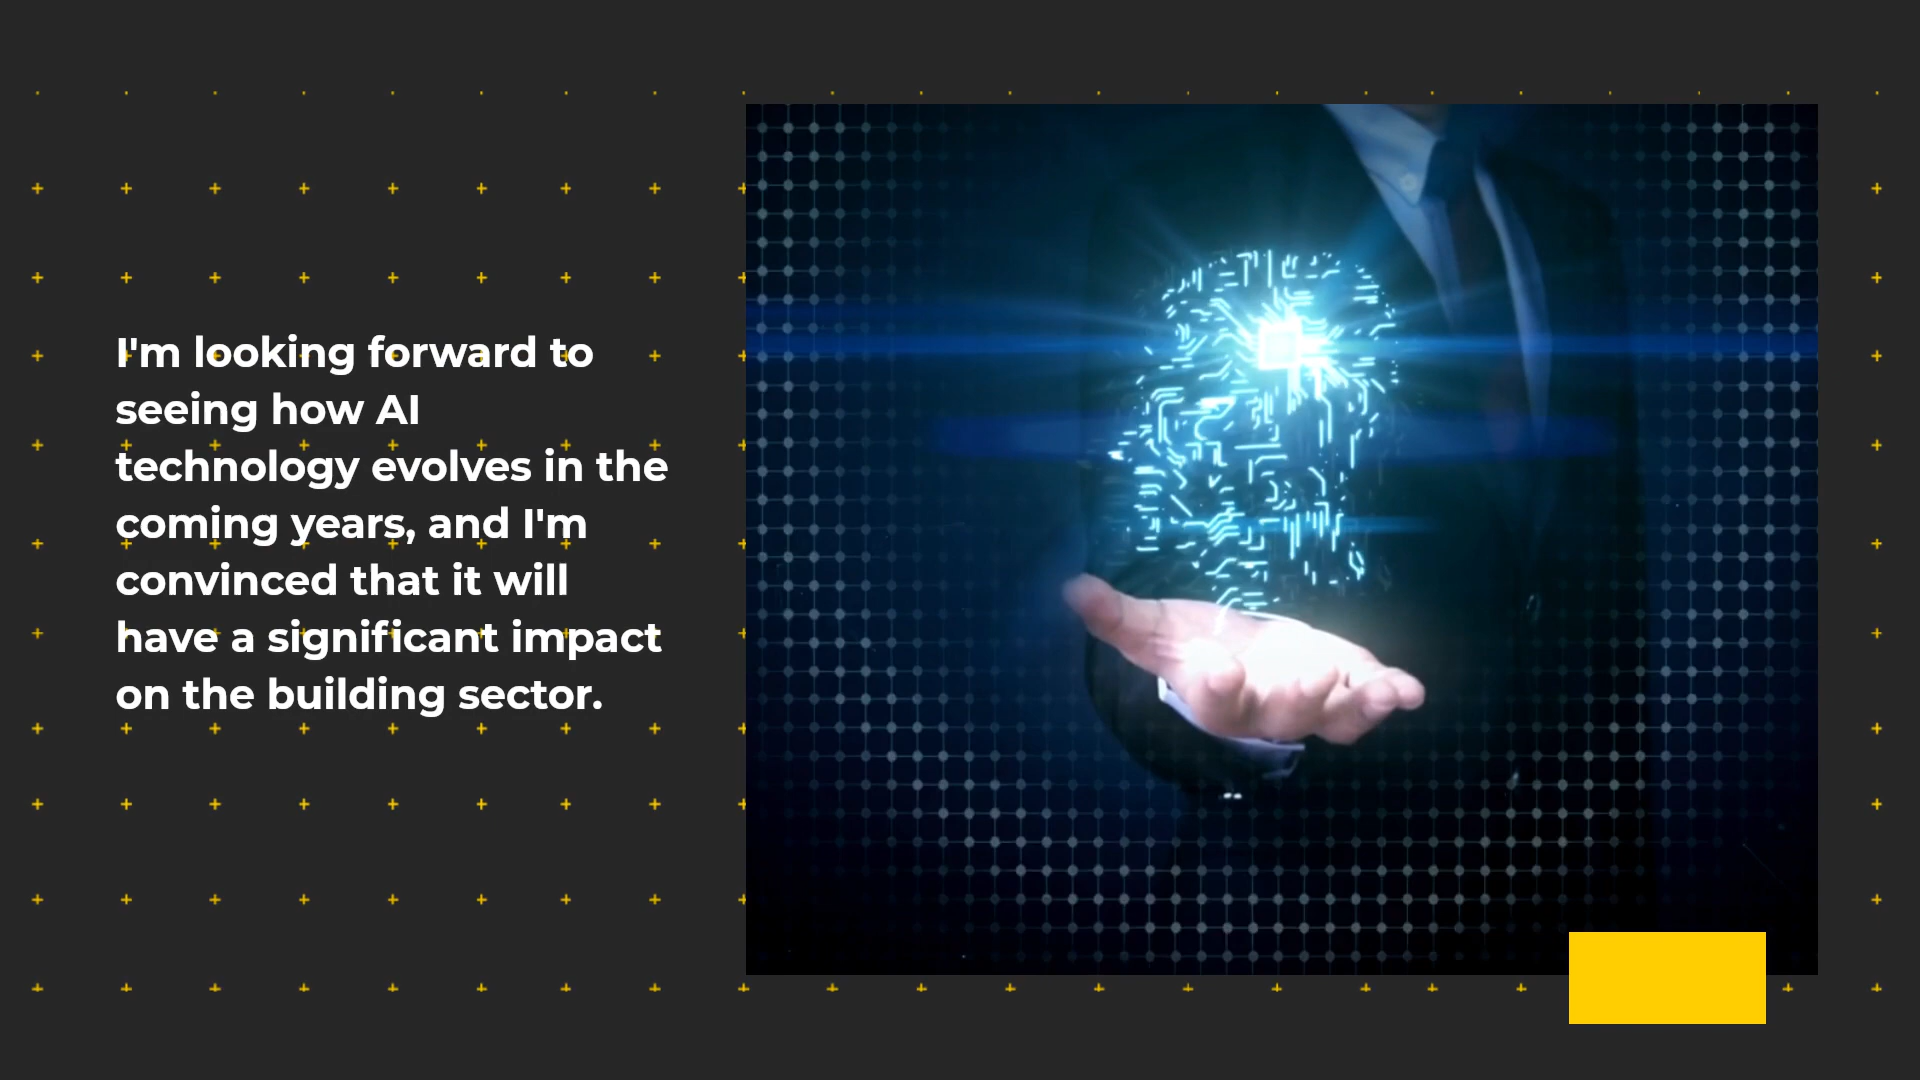 I'm looking forward to
seeing how AI
technology evolves in the
coming years, and I'm
convinced that it will
have a significant impact
on the building sector.